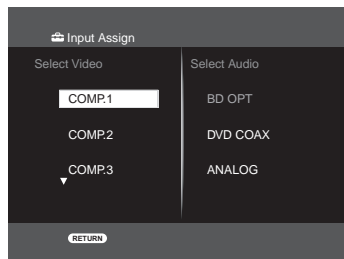 Input Assign
Select Video
Select Audio
COMP.1
BD OPT
COMP.2
DVD COAX
COMP.3
ANALOG
RETURN